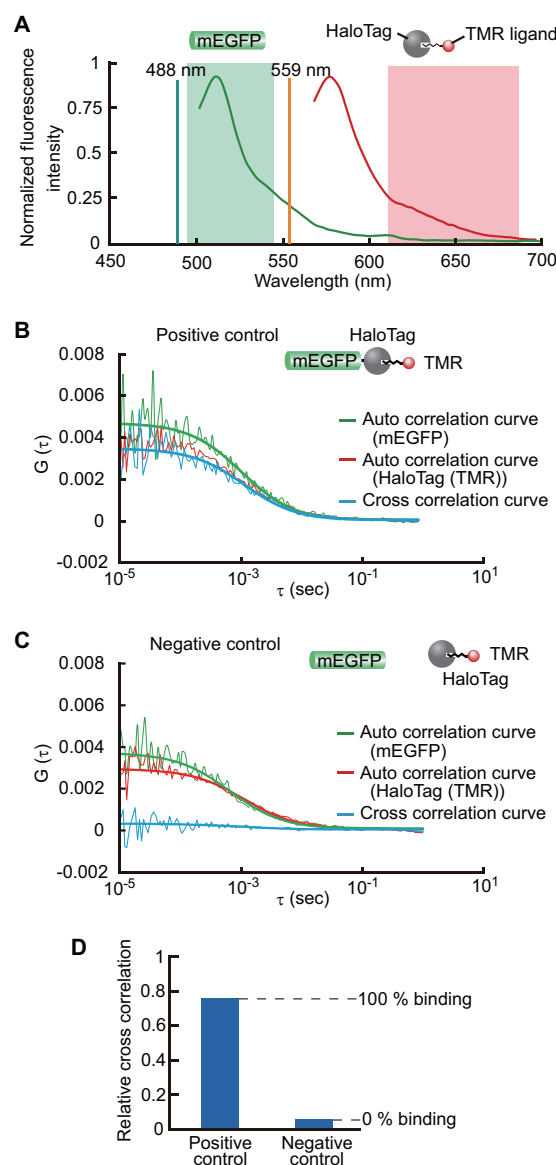 A
mEGFP
HaloTag
TMR ligand
488 nm
559 nm
Normalized fluorescence
intensity
1
0.75
0.5
0.25
0
450
500
550
600
650
700
Wavelength (nm)
B
Positive control
HaloTag
mEGFP
TMR
0.008
0.006
0.004
0.002
0
-0.002
G (τ)
Auto correlation curve
(mEGFP)
Auto correlation curve
(HaloTag (TMR))
Cross correlation curve
10⁻⁵
10⁻³
10⁻¹
10¹
τ (sec)
C
Negative control
mEGFP
TMR
HaloTag
0.008
0.006
0.004
0.002
0
-0.002
G (τ)
Auto correlation curve
(mEGFP)
Auto correlation curve
(HaloTag (TMR))
Cross correlation curve
10⁻⁵
10⁻³
10⁻¹
10¹
τ (sec)
D
Relative cross correlation
1
0.8
0.6
0.4
0.2
0
100 % binding
0 % binding
Positive
control
Negative
control